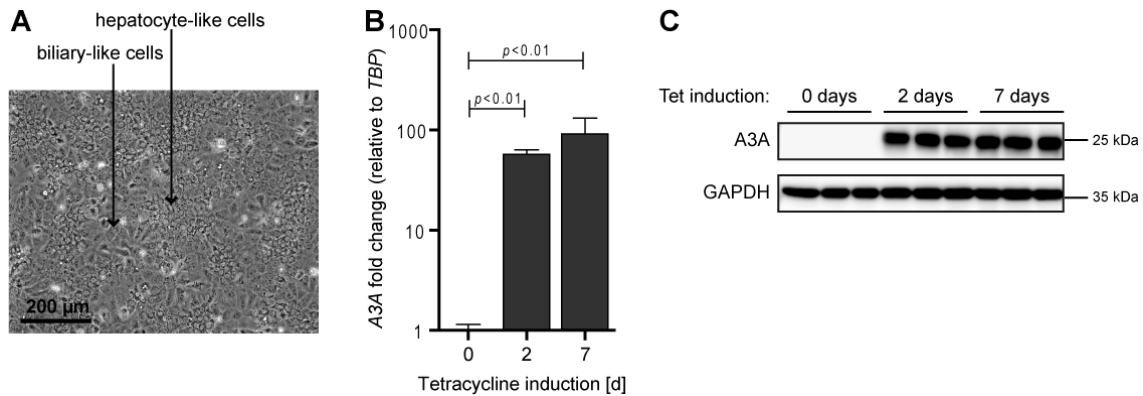 A
hepatocyte-like cells
biliary-like cells
200 µm
B
A3A fold change (relative to TBP)
1000
100
10
1
p<0.01
p<0.01
0 2 7
Tetracycline induction [d]
C
Tet induction: 0 days 2 days 7 days
A3A 25 kDa
GAPDH 35 kDa